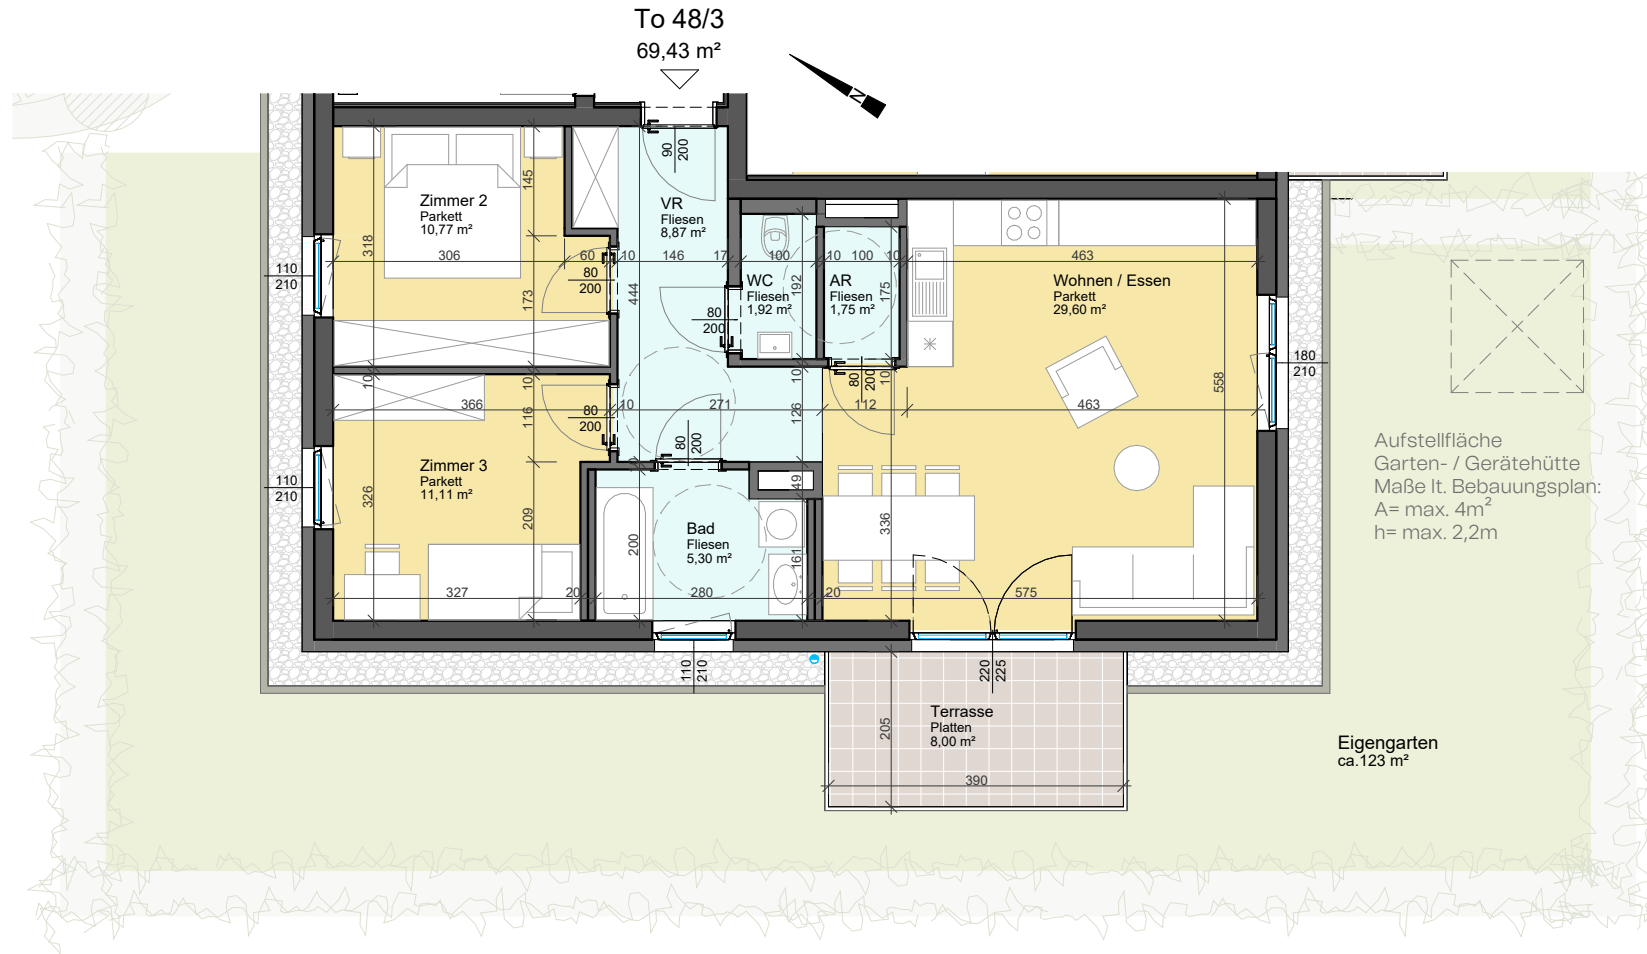 To 48/3
69,43 m²
N
90
200
145
Zimmer 2
Parkett
10,77 m²
VR
Fliesen
8,87 m²
318
110
210
306
60
10
146
17
100
10
100
10
463
80
200
173
444
WC
Fliesen
1,92 m²
192
AR
Fliesen
1,75 m²
175
Wohnen / Essen
Parkett
29,60 m²
80
200
180
210
10
10
10
80
200
10
558
366
116
80
200
10
271
126
112
463
80
200
Aufstellfläche
Garten- / Gerätehütte
Maße lt. Bebauungsplan:
A= max. 4m²
h= max. 2,2m
Zimmer 3
Parkett
11,11 m²
110
210
326
209
49
Bad
Fliesen
5,30 m²
200
161
336
327
20
280
20
575
110
210
220
225
Terrasse
Platten
8,00 m²
205
390
Eigengarten
ca.123 m²